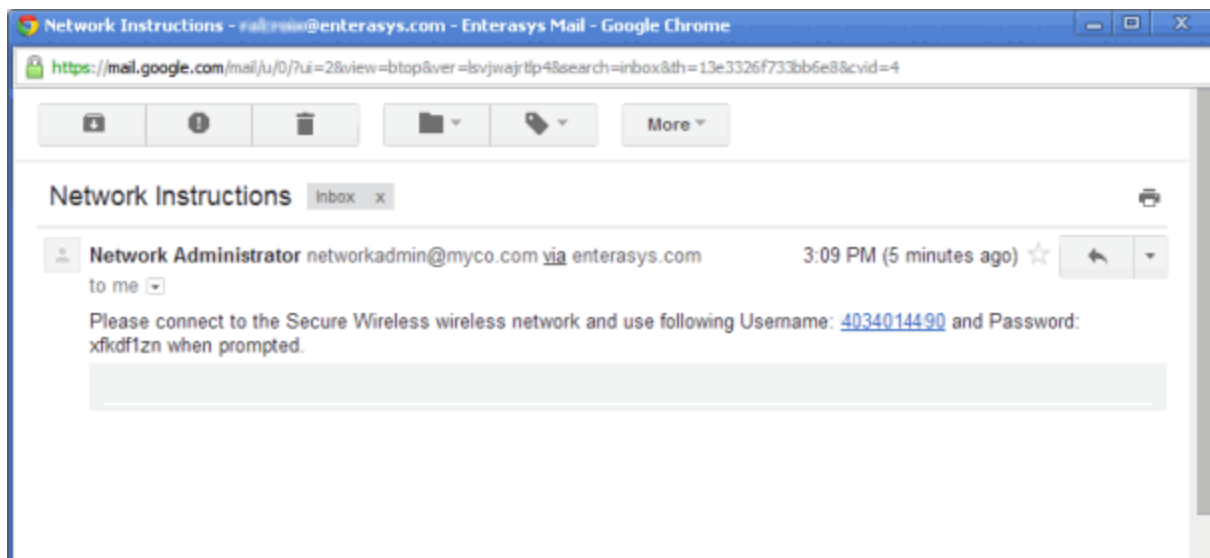 Network Instructions - @enterasys.com - Enterasys Mail - Google Chrome
https://mail.google.com/mail/u/0/?ui=2&view=btop&ver=lsvjwajrtlp4&search=inbox&th=13e3326f733bb6e8&cvid=4
More
Network Instructions Inbox x
Network Administrator networkadmin@myco.com via enterasys.com 3:09 PM (5 minutes ago)
to me
Please connect to the Secure Wireless wireless network and use following Username: 4034014490 and Password:
xfkdf1zn when prompted.